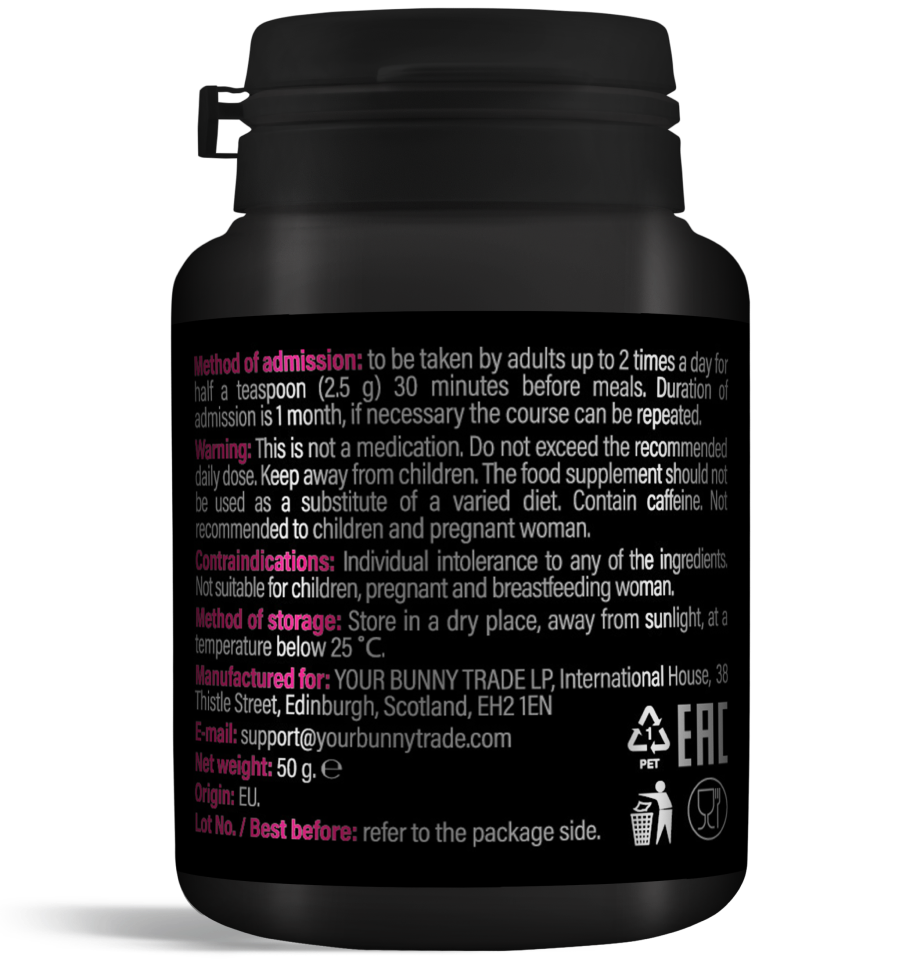 Method of admission: to be taken by adults up to 2 times a day for
half a teaspoon (2.5 g) 30 minutes before meals. Duration of
admission is 1 month, if necessary the course can be repeated.
Warning: This is not a medication. Do not exceed the recommended
daily dose. Keep away from children. The food supplement should not
be used as a substitute of a varied diet. Contain caffeine. Not
recommended to children and pregnant woman.
Contraindications: Individual intolerance to any of the ingredients.
Not suitable for children, pregnant and breastfeeding woman.
Method of storage: Store in a dry place, away from sunlight, at a
temperature below 25 ˚C.
Manufactured for: YOUR BUNNY TRADE LP, International House, 38
Thistle Street, Edinburgh, Scotland, EH2 1EN
E-mail: support@yourbunnytrade.com
Net weight: 50 g. ℮
Origin: EU.
Lot No. / Best before: refer to the package side.
1
PET
EAC